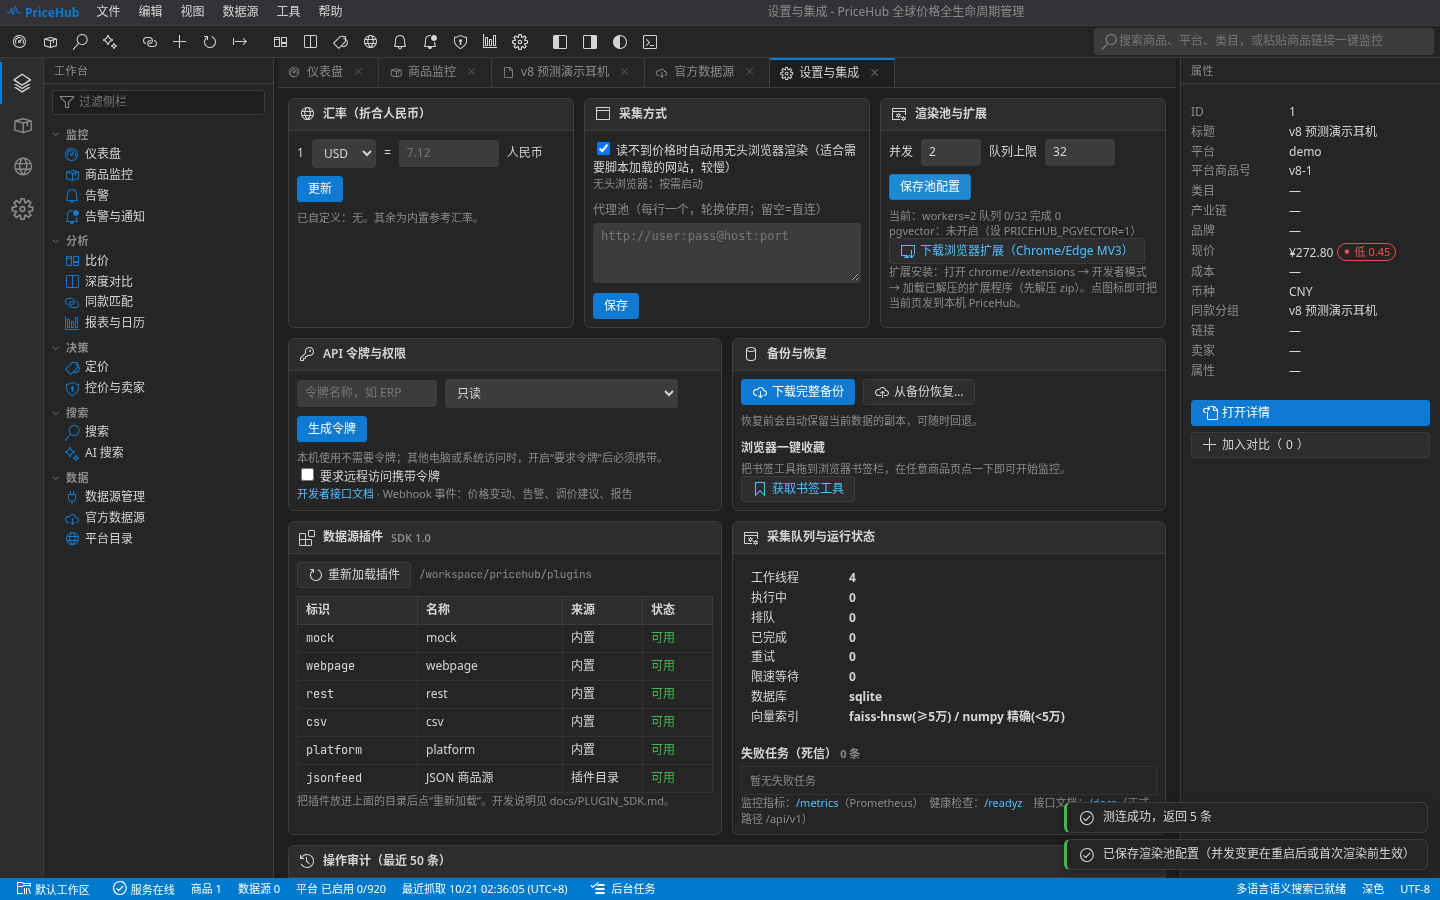 PriceHub 文件 编辑 视图 数据源 工具 帮助 设置与集成 - PriceHub 全球价格全生命周期管理
搜索商品、平台、类目，或粘贴商品链接一键监控
工作台
过滤侧栏
监控
仪表盘
商品监控
告警
告警与通知
分析
比价
深度对比
同款匹配
报表与日历
决策
定价
控价与卖家
搜索
搜索
AI 搜索
数据
数据源管理
官方数据源
平台目录
仪表盘 商品监控 v8 预测演示耳机 官方数据源 设置与集成
汇率（折合人民币）
1 USD = 7.12 人民币
更新
已自定义：无。其余为内置参考汇率。
采集方式
读不到价格时自动用无头浏览器渲染（适合需
要脚本加载的网站，较慢）
无头浏览器：按需启动
代理池（每行一个，轮换使用；留空=直连）
http://user:pass@host:port
保存
渲染池与扩展
并发 2 队列上限 32
保存池配置
当前：workers=2 队列 0/32 完成 0
pgvector：未开启（设 PRICEHUB_PGVECTOR=1）
下载浏览器扩展（Chrome/Edge MV3）
扩展安装：打开 chrome://extensions → 开发者模式
→ 加载已解压的扩展程序（先解压 zip）。点图标即可把
当前页发到本机 PriceHub。
API 令牌与权限
令牌名称，如 ERP 只读
生成令牌
本机使用不需要令牌；其他电脑或系统访问时，开启“要求令牌”后必须携带。
要求远程访问携带令牌
开发者接口文档 · Webhook 事件：价格变动、告警、调价建议、报告
备份与恢复
下载完整备份 从备份恢复…
恢复前会自动保留当前数据的副本，可随时回退。
浏览器一键收藏
把书签工具拖到浏览器书签栏，在任意商品页点一下即可开始监控。
获取书签工具
数据源插件 SDK 1.0
重新加载插件 /workspace/pricehub/plugins
标识 名称 来源 状态
mock mock 内置 可用
webpage webpage 内置 可用
rest rest 内置 可用
csv csv 内置 可用
platform platform 内置 可用
jsonfeed JSON 商品源 插件目录 可用
把插件放进上面的目录后点“重新加载”。开发说明见 docs/PLUGIN_SDK.md。
采集队列与运行状态
工作线程 4
执行中 0
排队 0
已完成 0
重试 0
限速等待 0
数据库 sqlite
向量索引 faiss-hnsw(≥5万) / numpy 精确(<5万)
失败任务（死信） 0 条
暂无失败任务
监控指标：/metrics（Prometheus） 健康检查：/readyz 接口文档：
路径 /api/v1）
操作审计（最近 50 条）
属性
ID 1
标题 v8 预测演示耳机
平台 demo
平台商品号 v8-1
类目 —
产业链 —
品牌 —
现价 ¥272.80 低 0.45
成本 —
币种 CNY
同款分组 v8 预测演示耳机
链接 —
卖家 —
属性 —
打开详情
加入对比（ 0 ）
测连成功，返回 5 条
已保存渲染池配置（并发变更在重启后或首次渲染前生效）
默认工作区 服务在线 商品 1 数据源 0 平台 已启用 0/920 最近抓取 10/21 02:36:05 (UTC+8) 后台任务 多语言语义搜索已就绪 深色 UTF-8